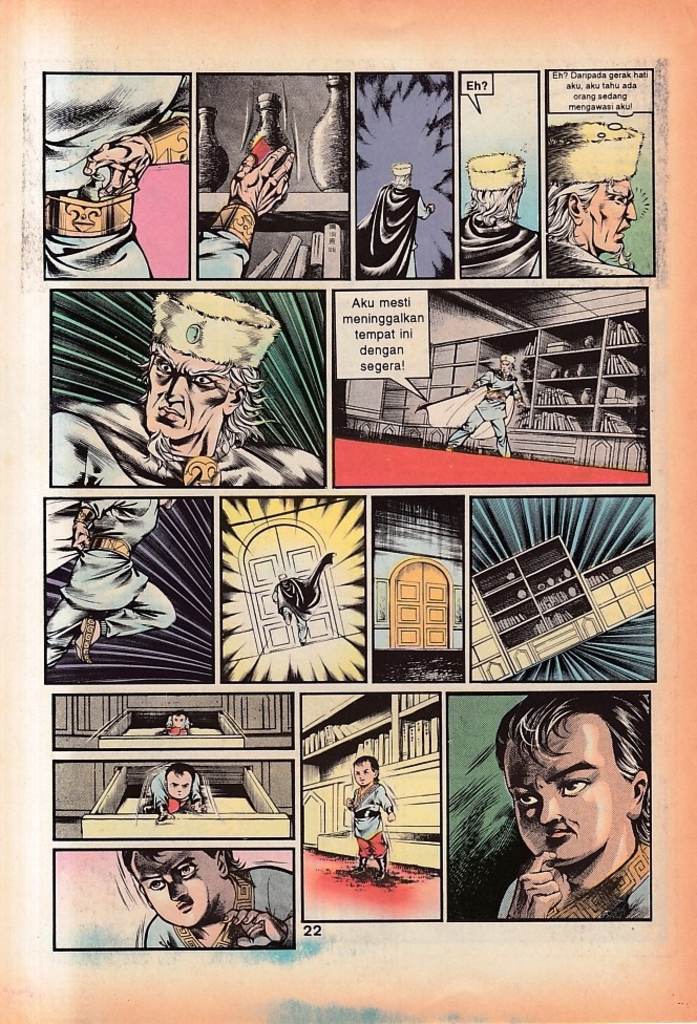 Eh?
Eh? Daripada gerak hati
aku, aku tahu ada
orang sedang
mengawasi aku!
Aku mesti
meninggalkan
tempat ini
dengan
segera!
22